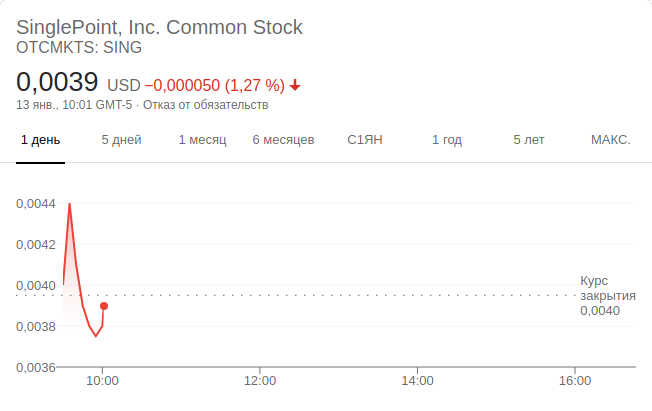 SinglePoint, Inc. Common Stock
OTCMKTS: SING
0,0039 USD −0,000050 (1,27 %)
13 янв., 10:01 GMT-5 · Отказ от обязательств
1 день 5 дней 1 месяц 6 месяцев С1ЯН 1 год 5 лет МАКС.
0,0044
0,0042
0,0040
0,0038
0,0036
Курс
закрытия
0,0040
10:00 12:00 14:00 16:00